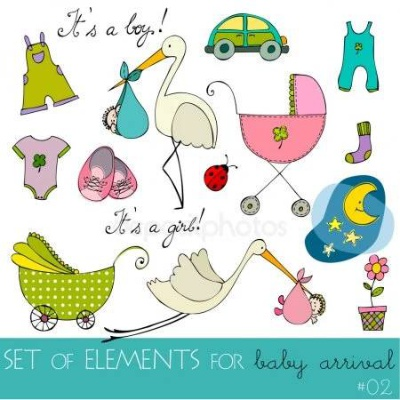 It's a boy!
It's a girl!
SET OF ELEMENTS FOR baby arrival
#02